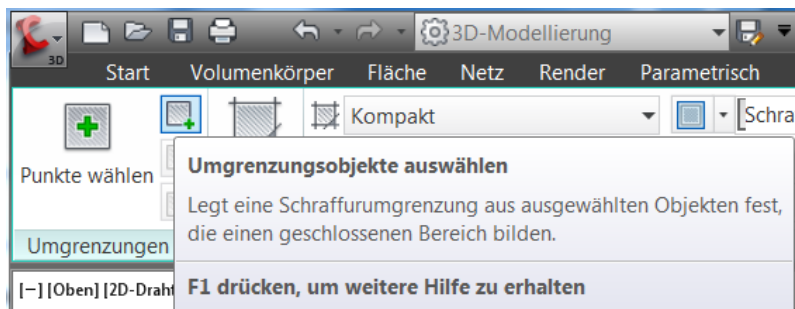 3D
3D-Modellierung
Start Volumenkörper Fläche Netz Render Parametrisch
Kompakt
[Schra
Punkte wählen
Umgrenzungsobjekte auswählen
Legt eine Schraffurumgrenzung aus ausgewählten Objekten fest,
die einen geschlossenen Bereich bilden.
Umgrenzungen
F1 drücken, um weitere Hilfe zu erhalten
[−] [Oben] [2D-Draht